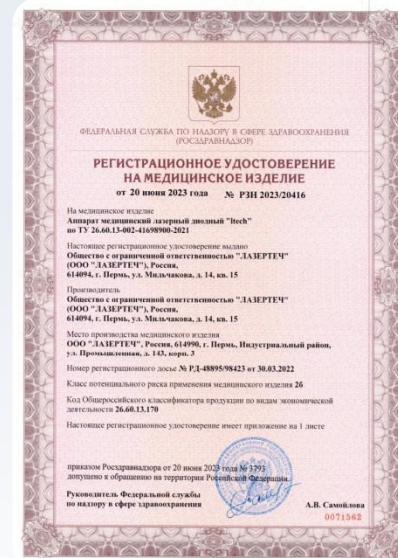 ФЕДЕРАЛЬНАЯ СЛУЖБА ПО НАДЗОРУ В СФЕРЕ ЗДРАВООХРАНЕНИЯ
(РОСЗДРАВНАДЗОР)
РЕГИСТРАЦИОННОЕ УДОСТОВЕРЕНИЕ
НА МЕДИЦИНСКОЕ ИЗДЕЛИЕ
от 20 июня 2023 года № РЗН 2023/20416
На медицинское изделие
Аппарат медицинский лазерный диодный "ltech"
по ТУ 26.60.13-002-41698900-2021
Настоящее регистрационное удостоверение выдано
Общество с ограниченной ответственностью "ЛАЗЕРТЕЧ"
(ООО "ЛАЗЕРТЕЧ"), Россия,
614094, г. Пермь, ул. Мильчакова, д. 14, кв. 15
Производитель
Общество с ограниченной ответственностью "ЛАЗЕРТЕЧ"
(ООО "ЛАЗЕРТЕЧ"), Россия,
614094, г. Пермь, ул. Мильчакова, д. 14, кв. 15
Место производства медицинского изделия
ООО "ЛАЗЕРТЕЧ", Россия, 614990, г. Пермь, Индустриальный район,
ул. Промышленная, д. 143, корп. 3
Номер регистрационного досье № РД-48895/98423 от 30.03.2022
Класс потенциального риска применения медицинского изделия 2б
Код Общероссийского классификатора продукции по видам экономической
деятельности 26.60.13.170
Настоящее регистрационное удостоверение имеет приложение на 1 листе
приказом Росздравнадзора от 20 июня 2023 года № 3793
допущено к обращению на территории Российской Федерации.
Руководитель Федеральной службы
по надзору в сфере здравоохранения А.В. Самойлова
0071562